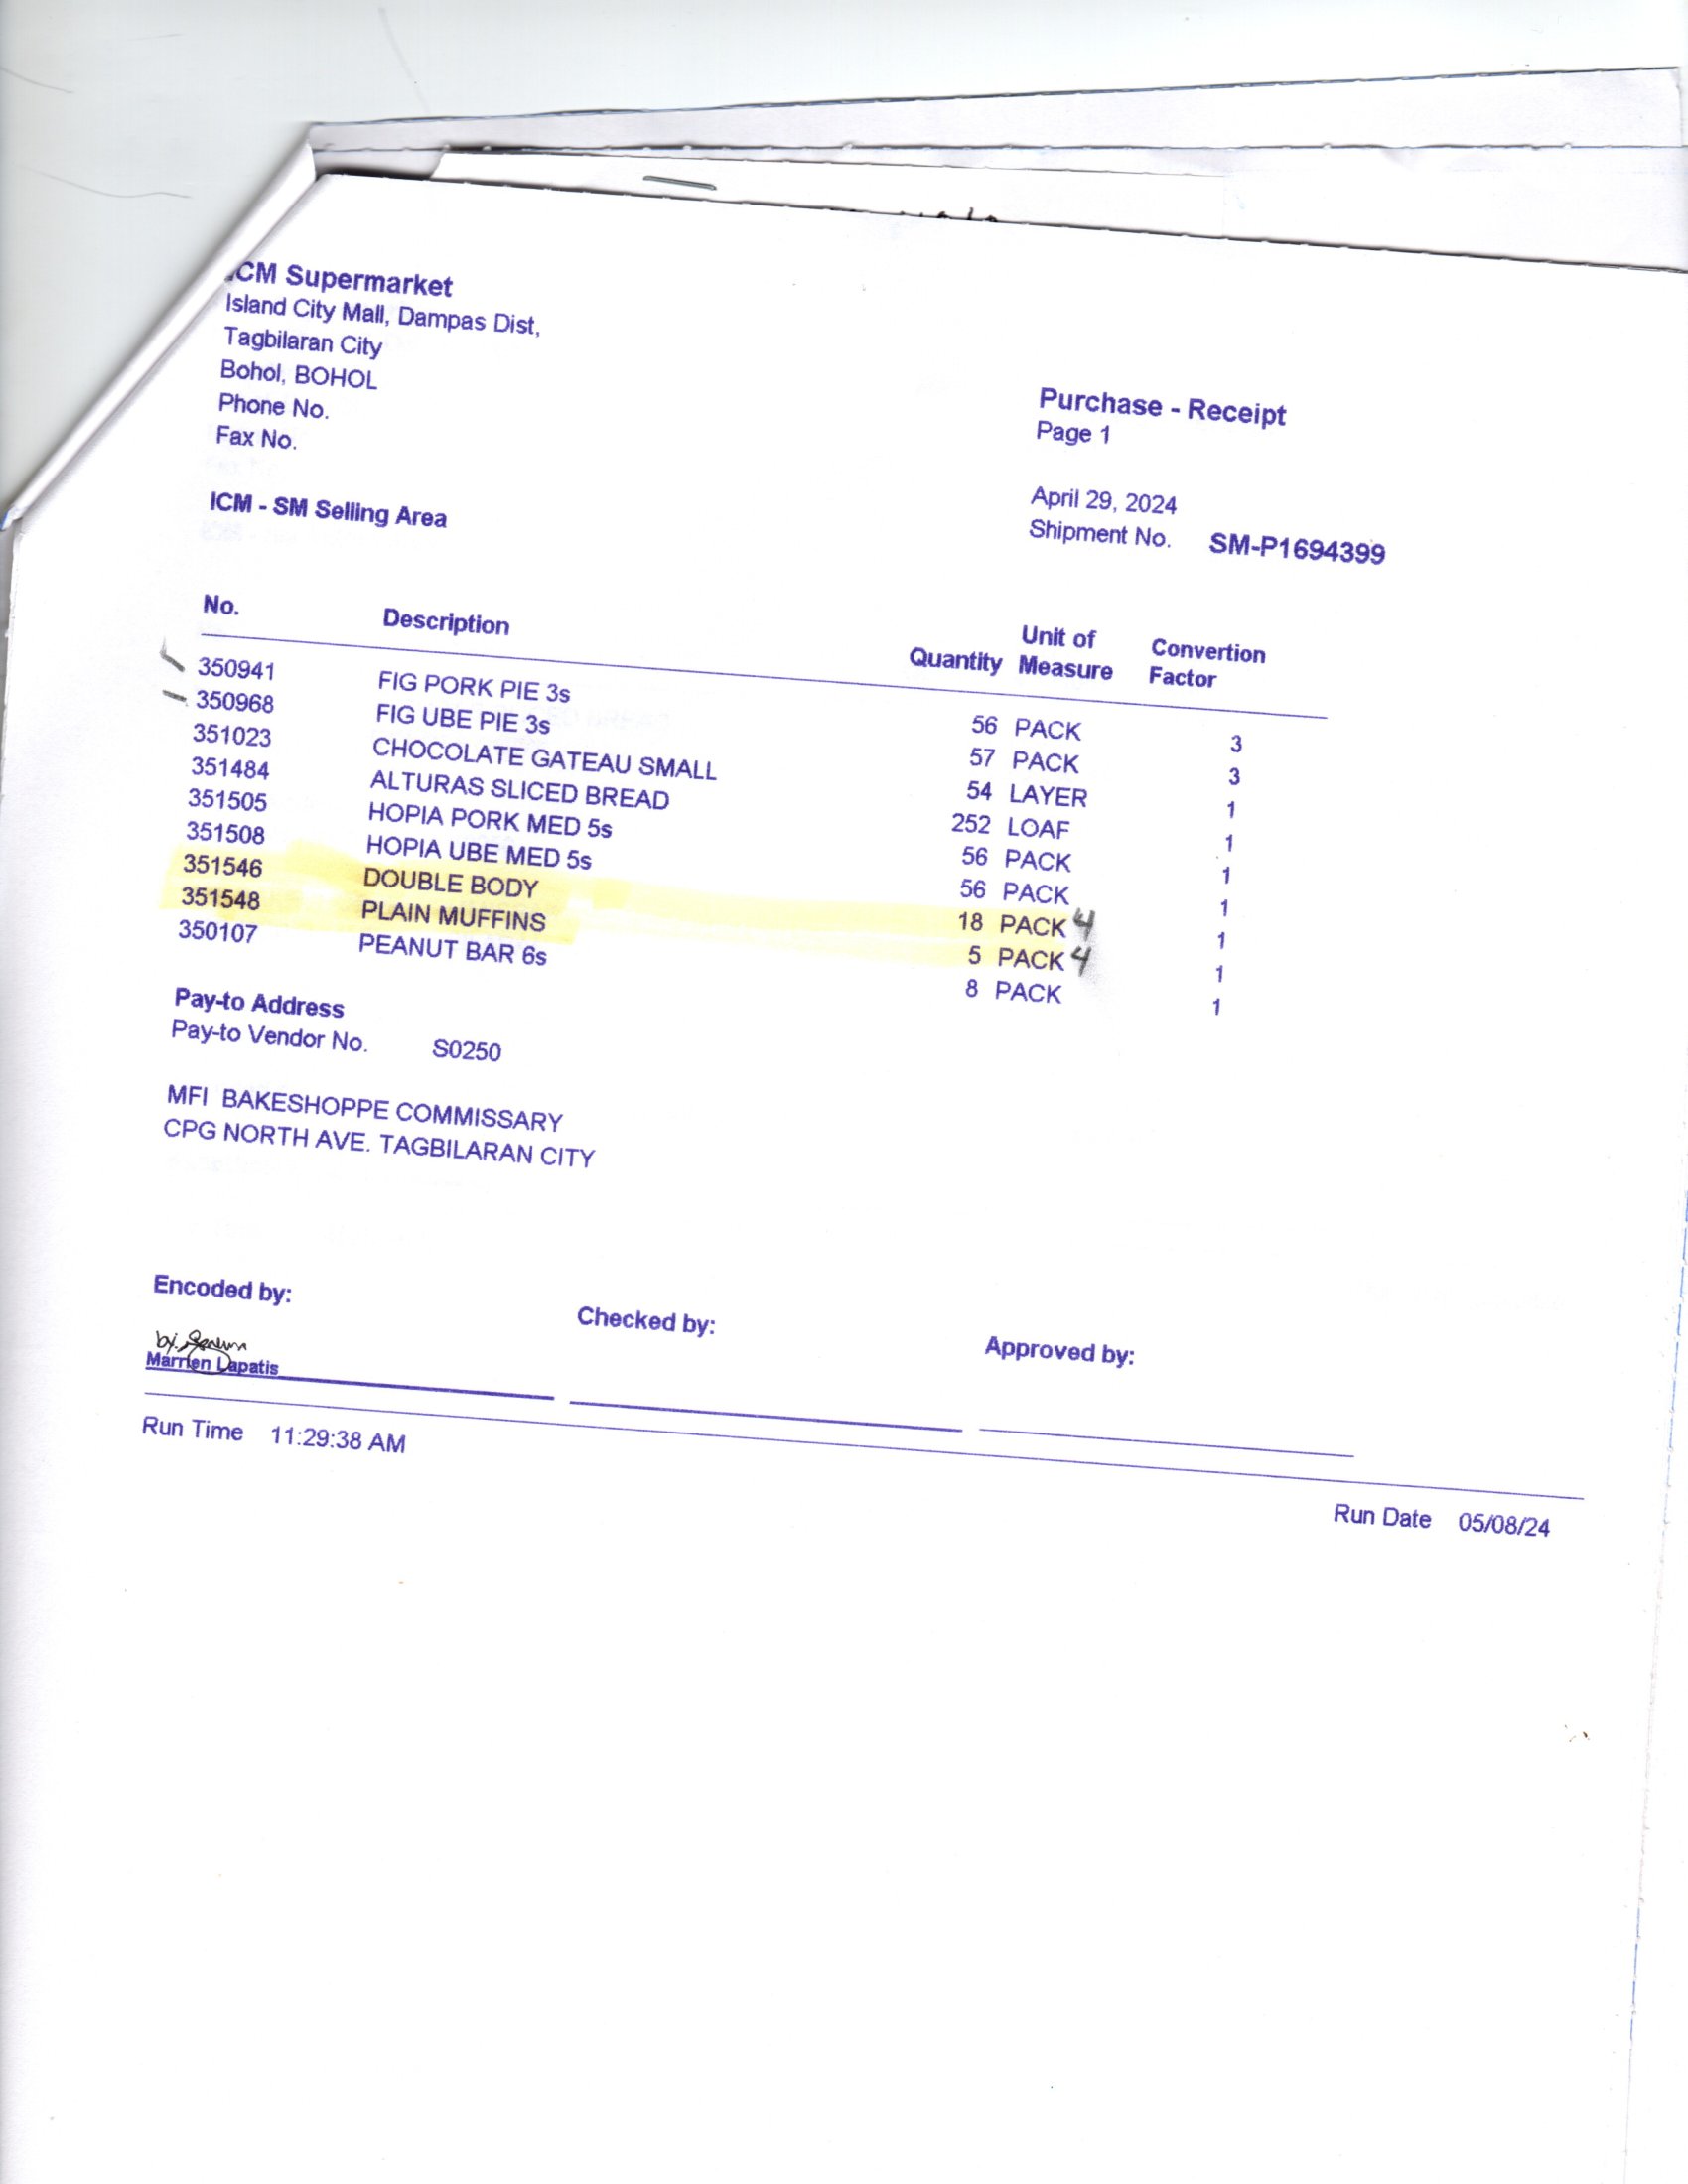 ICM Supermarket
Island City Mall, Dampas Dist,
Tagbilaran City
Bohol, BOHOL
Phone No.
Fax No.
Purchase - Receipt
Page 1
ICM - SM Selling Area
April 29, 2024
Shipment No. SM-P1694399
No. Description Quantity Unit of Measure Convertion Factor
350941 FIG PORK PIE 3s 56 PACK 3
350968 FIG UBE PIE 3s 57 PACK 3
351023 CHOCOLATE GATEAU SMALL 54 LAYER 1
351484 ALTURAS SLICED BREAD 252 LOAF 1
351505 HOPIA PORK MED 5s 56 PACK 1
351508 HOPIA UBE MED 5s 56 PACK 1
351546 DOUBLE BODY 18 PACK 4 1
351548 PLAIN MUFFINS 5 PACK 4 1
350107 PEANUT BAR 6s 8 PACK 1
Pay-to Address
Pay-to Vendor No. S0250
MFI BAKESHOPPE COMMISSARY
CPG NORTH AVE. TAGBILARAN CITY
Encoded by: Checked by: Approved by:
by:
Marrien Lapatis
Run Time 11:29:38 AM
Run Date 05/08/24